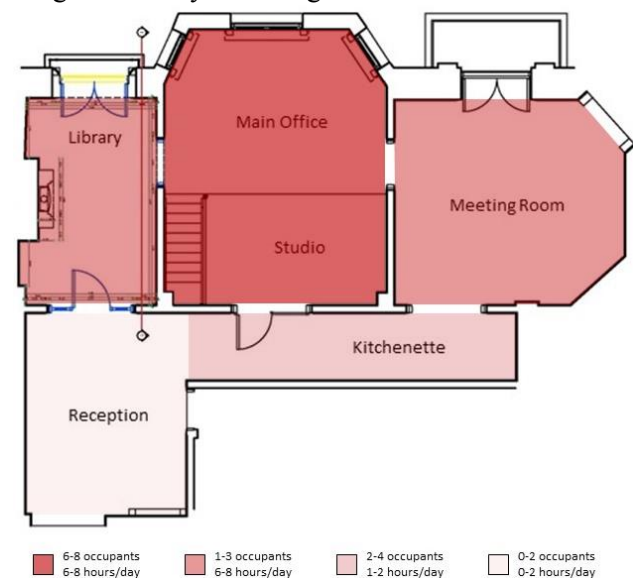 Library
Main Office
Meeting Room
Studio
Kitchenette
Reception
6-8 occupants
6-8 hours/day
1-3 occupants
6-8 hours/day
2-4 occupants
1-2 hours/day
0-2 occupants
0-2 hours/day